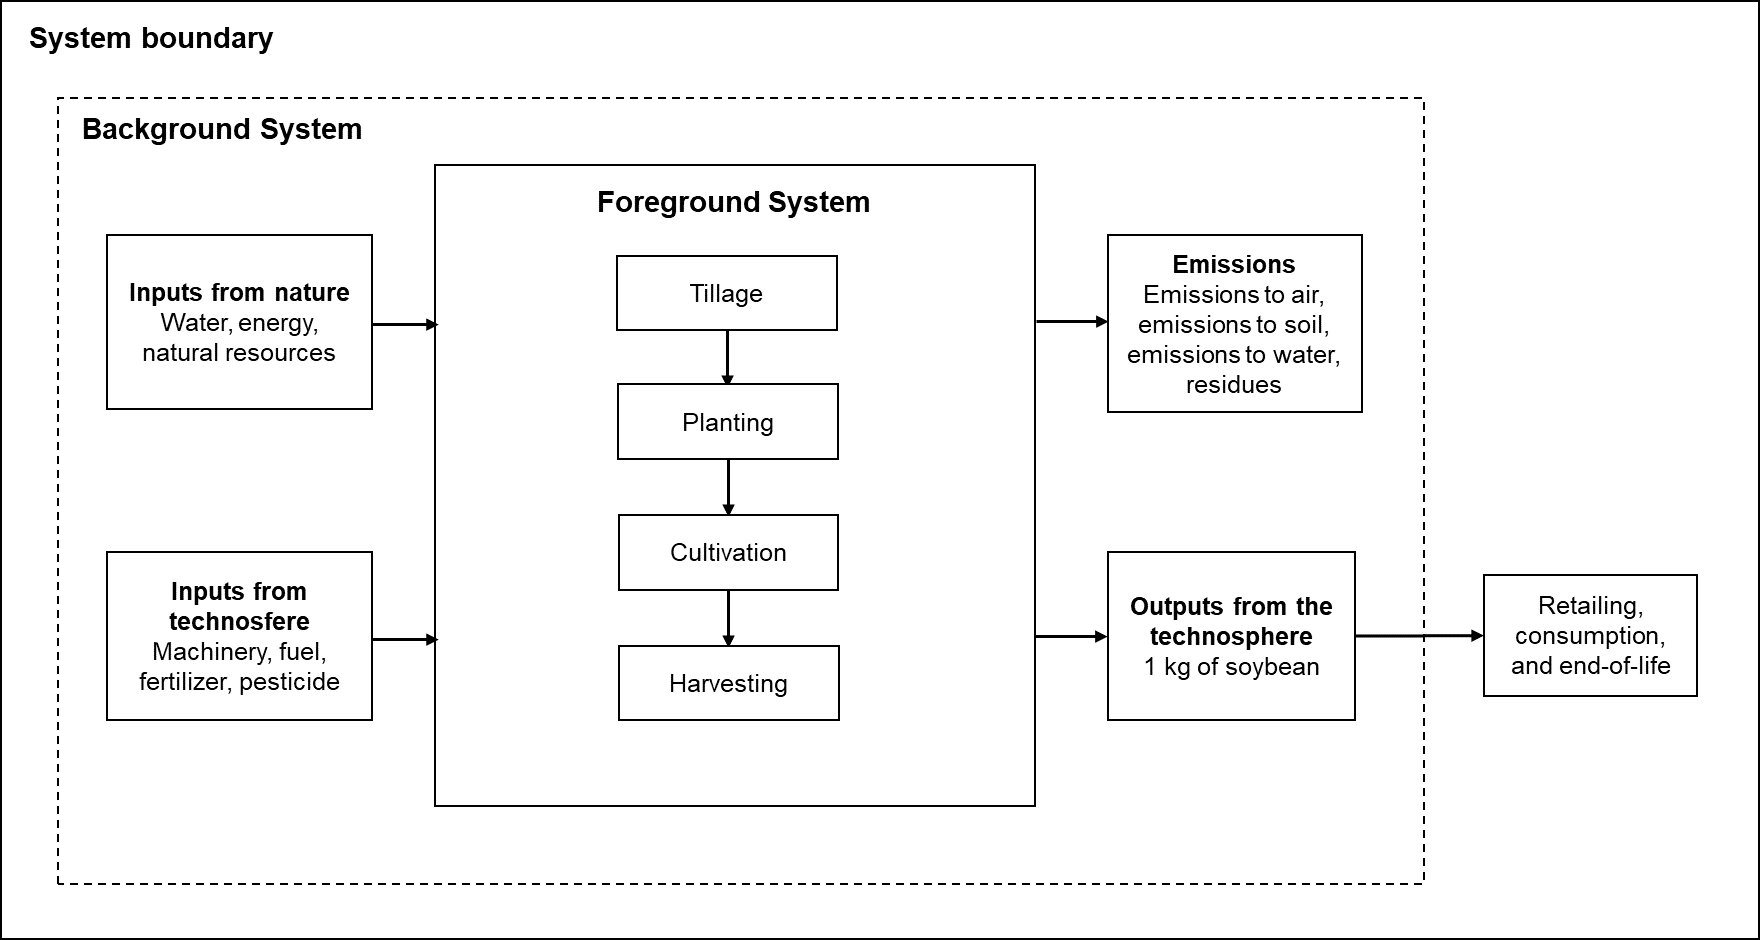 System boundary
Background System
Foreground System
Inputs from nature
Water, energy,
natural resources
Inputs from
technosfere
Machinery, fuel,
fertilizer, pesticide
Tillage
Planting
Cultivation
Harvesting
Emissions
Emissions to air,
emissions to soil,
emissions to water,
residues
Outputs from the
technosphere
1 kg of soybean
Retailing,
consumption,
and end-of-life